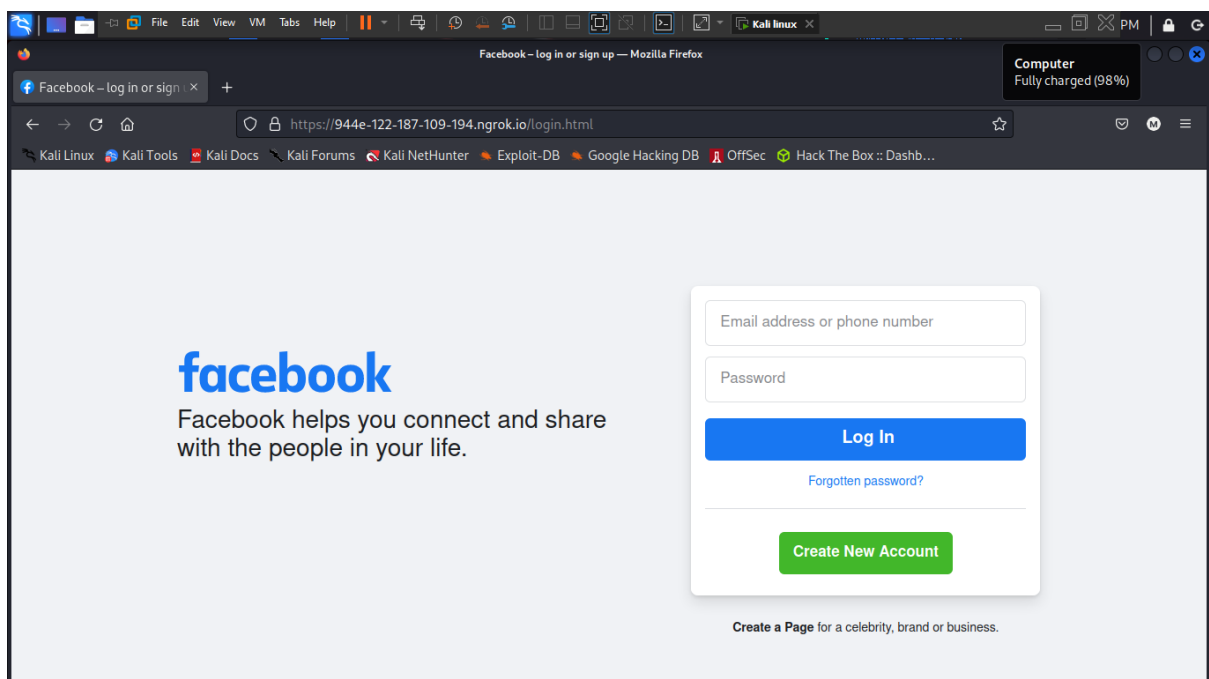 File Edit View VM Tabs Help Kali linux PM
Facebook – log in or sign up — Mozilla Firefox
Computer
Fully charged (98%)
Facebook – log in or sign
https://944e-122-187-109-194.ngrok.io/login.html
M
Kali Linux Kali Tools Kali Docs Kali Forums Kali NetHunter Exploit-DB Google Hacking DB OffSec Hack The Box :: Dashb...
facebook
Facebook helps you connect and share
with the people in your life.
Email address or phone number
Password
Log In
Forgotten password?
Create New Account
Create a Page for a celebrity, brand or business.